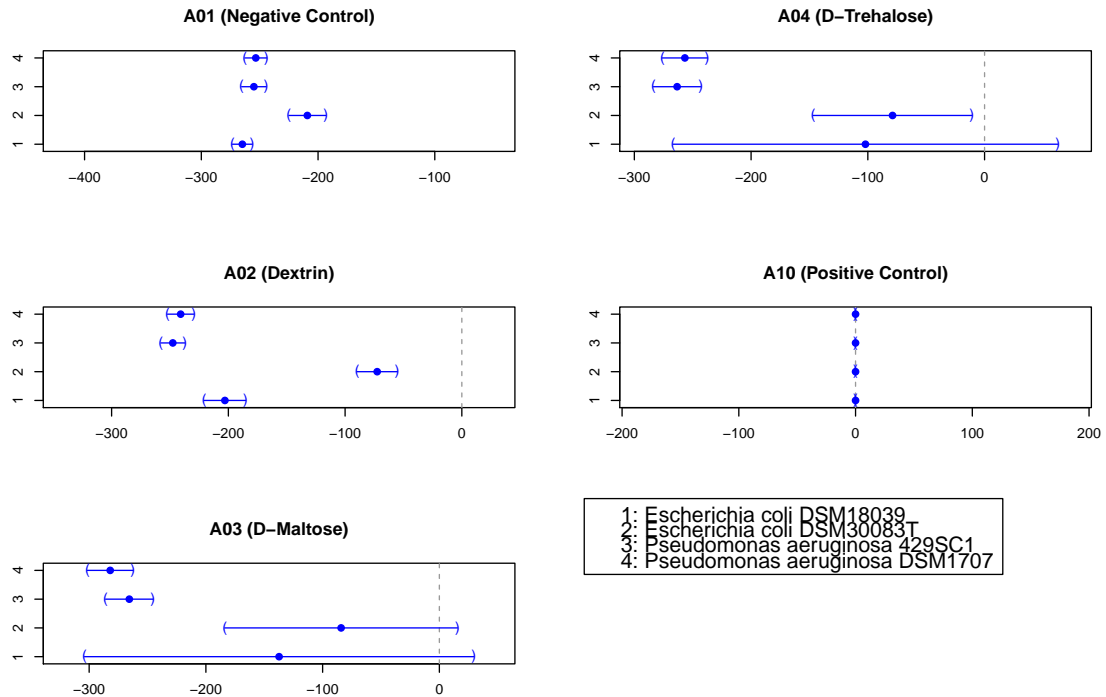 A01 (Negative Control)
4
3
2
1
−400 −300 −200 −100
A04 (D−Trehalose)
4
3
2
1
−300 −200 −100 0
A02 (Dextrin)
4
3
2
1
−300 −200 −100 0
A10 (Positive Control)
4
3
2
1
−200 −100 0 100 200
A03 (D−Maltose)
4
3
2
1
−300 −200 −100 0
1: Escherichia coli DSM18039
2: Escherichia coli DSM30083T
3: Pseudomonas aeruginosa 429SC1
4: Pseudomonas aeruginosa DSM1707